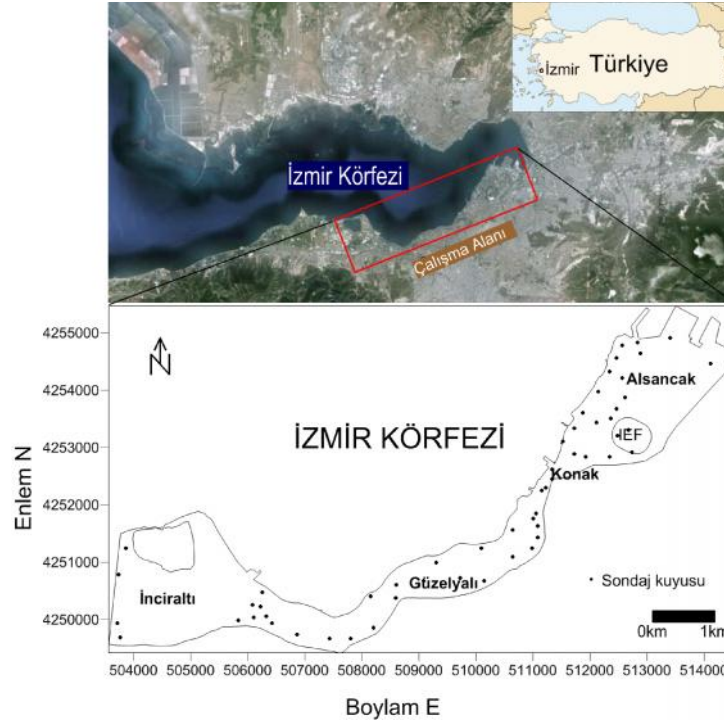 İzmir
Türkiye
İzmir Körfezi
Çalışma Alanı
4255000
4254000
4253000
4252000
4251000
4250000
Enlem N
N
İZMİR KÖRFEZİ
Alsancak
IEF
Konak
Güzelyalı
İnciraltı
Sondaj kuyusu
0km 1km
504000 505000 506000 507000 508000 509000 510000 511000 512000 513000 514000
Boylam E